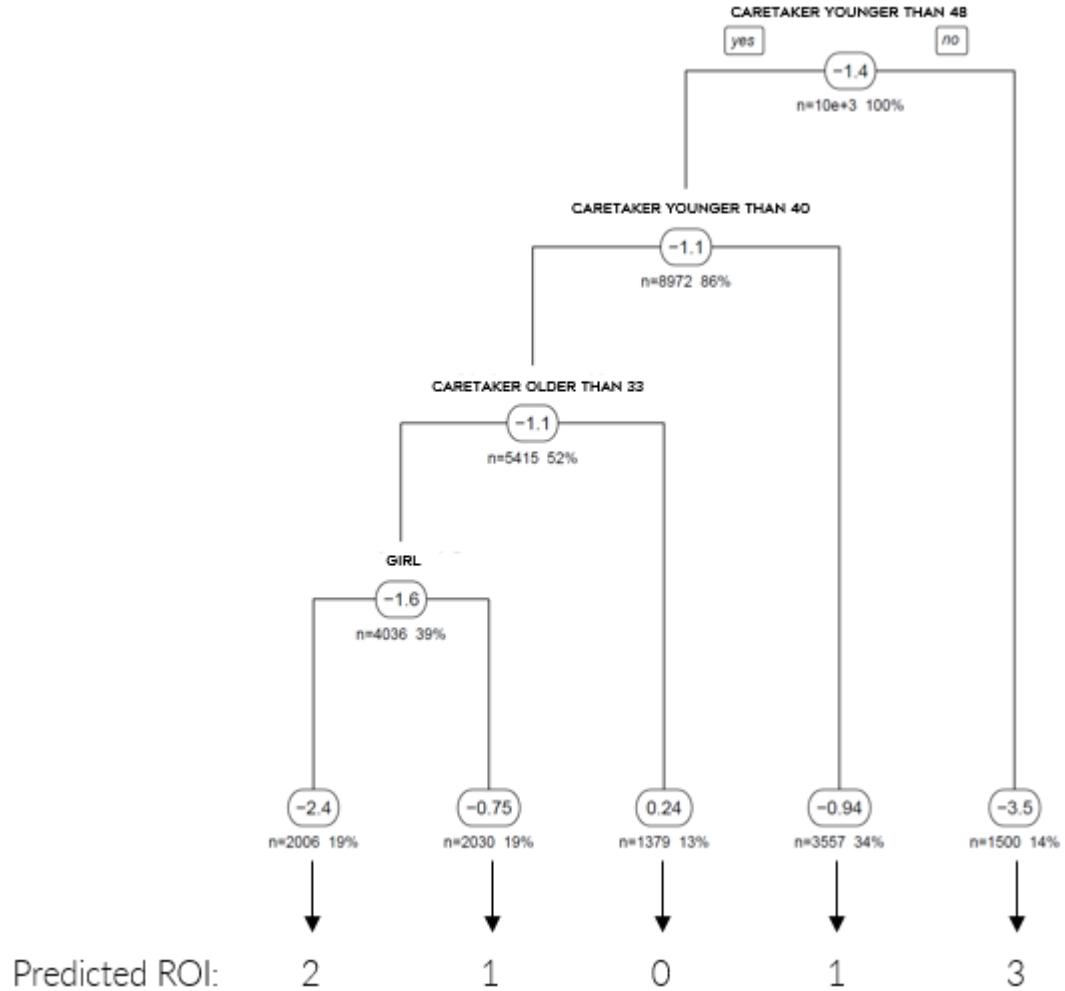 CARETAKER YOUNGER THAN 48
yes no
−1.4
n=10e+3 100%
CARETAKER YOUNGER THAN 40
−1.1
n=8972 86%
CARETAKER OLDER THAN 33
−1.1
n=5415 52%
GIRL
−1.6
n=4036 39%
−2.4 −0.75 0.24 −0.94 −3.5
n=2006 19% n=2030 19% n=1379 13% n=3557 34% n=1500 14%
Predicted ROI: 2 1 0 1 3